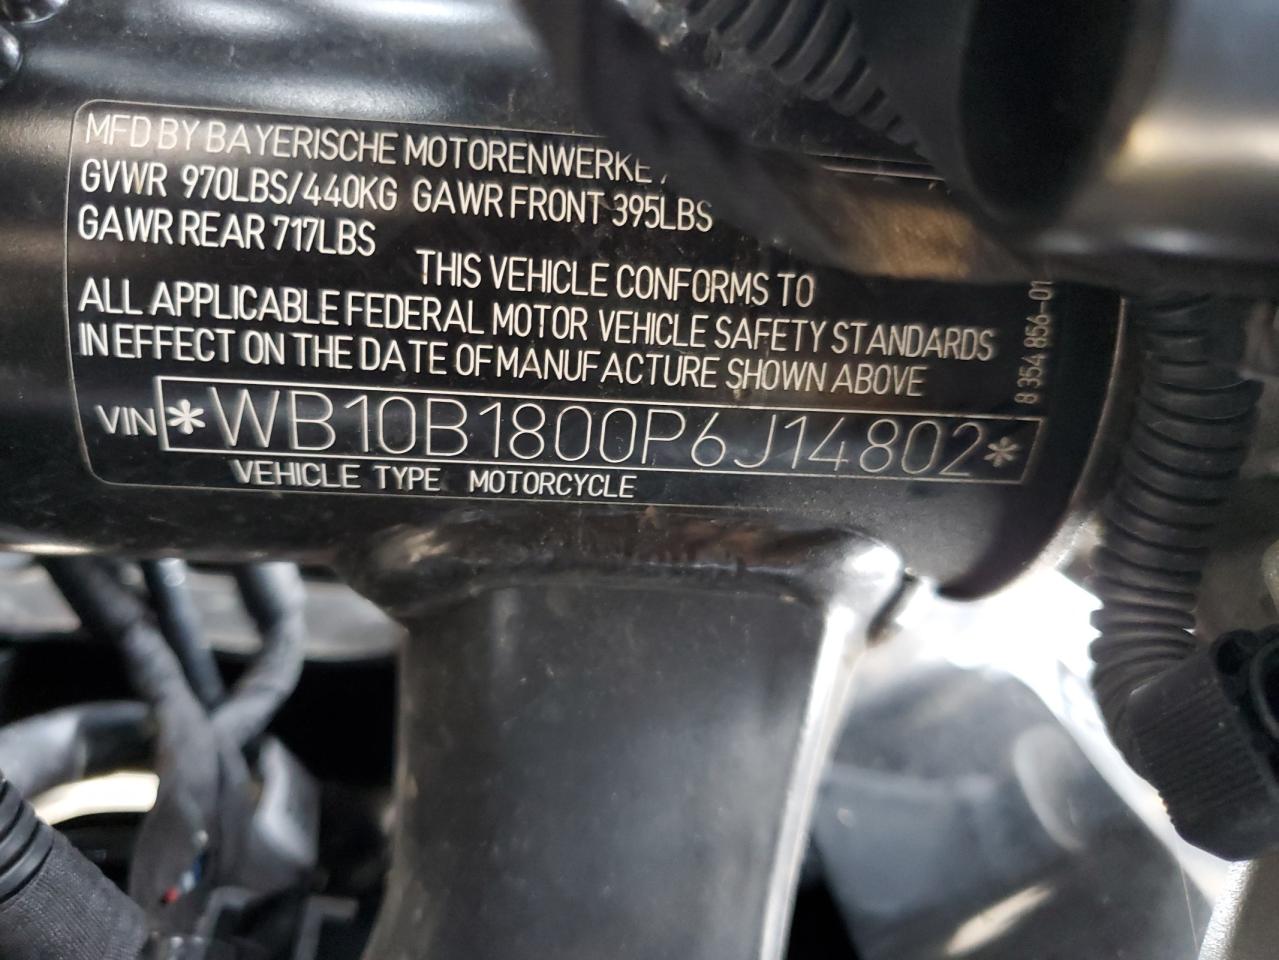 MFD BY BAYERISCHE MOTORENWERKE
GVWR 970LBS/440KG GAWR FRONT 395LBS
GAWR REAR 717LBS
THIS VEHICLE CONFORMS TO
ALL APPLICABLE FEDERAL MOTOR VEHICLE SAFETY STANDARDS
IN EFFECT ON THE DATE OF MANUFACTURE SHOWN ABOVE
VIN *WB10B1800P6J14802*
VEHICLE TYPE MOTORCYCLE
8 354 856-01